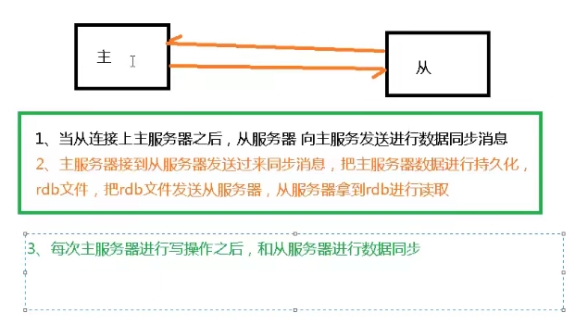 主
从
1、当从连接上主服务器之后，从服务器 向主服务发送进行数据同步消息
2、主服务器接到从服务器发送过来同步消息，把主服务器数据进行持久化，
rdb文件，把rdb文件发送从服务器，从服务器拿到rdb进行读取
3、每次主服务器进行写操作之后，和从服务器进行数据同步